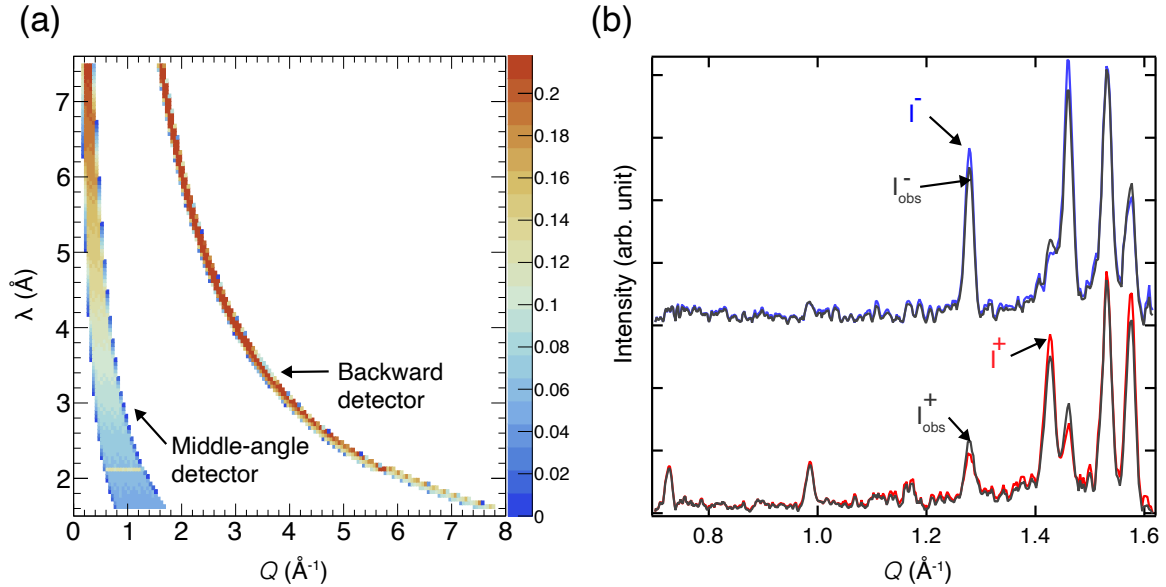 (a)
7
6
5
4
3
2
λ (Å)
0 1 2 3 4 5 6 7 8
Q (Å⁻¹)
Backward
detector
Middle-angle
detector
0.2
0.18
0.16
0.14
0.12
0.1
0.08
0.06
0.04
0.02
0
(b)
Intensity (arb. unit)
I⁻
I⁻obs
I⁺
I⁺obs
0.8 1.0 1.2 1.4 1.6
Q (Å⁻¹)